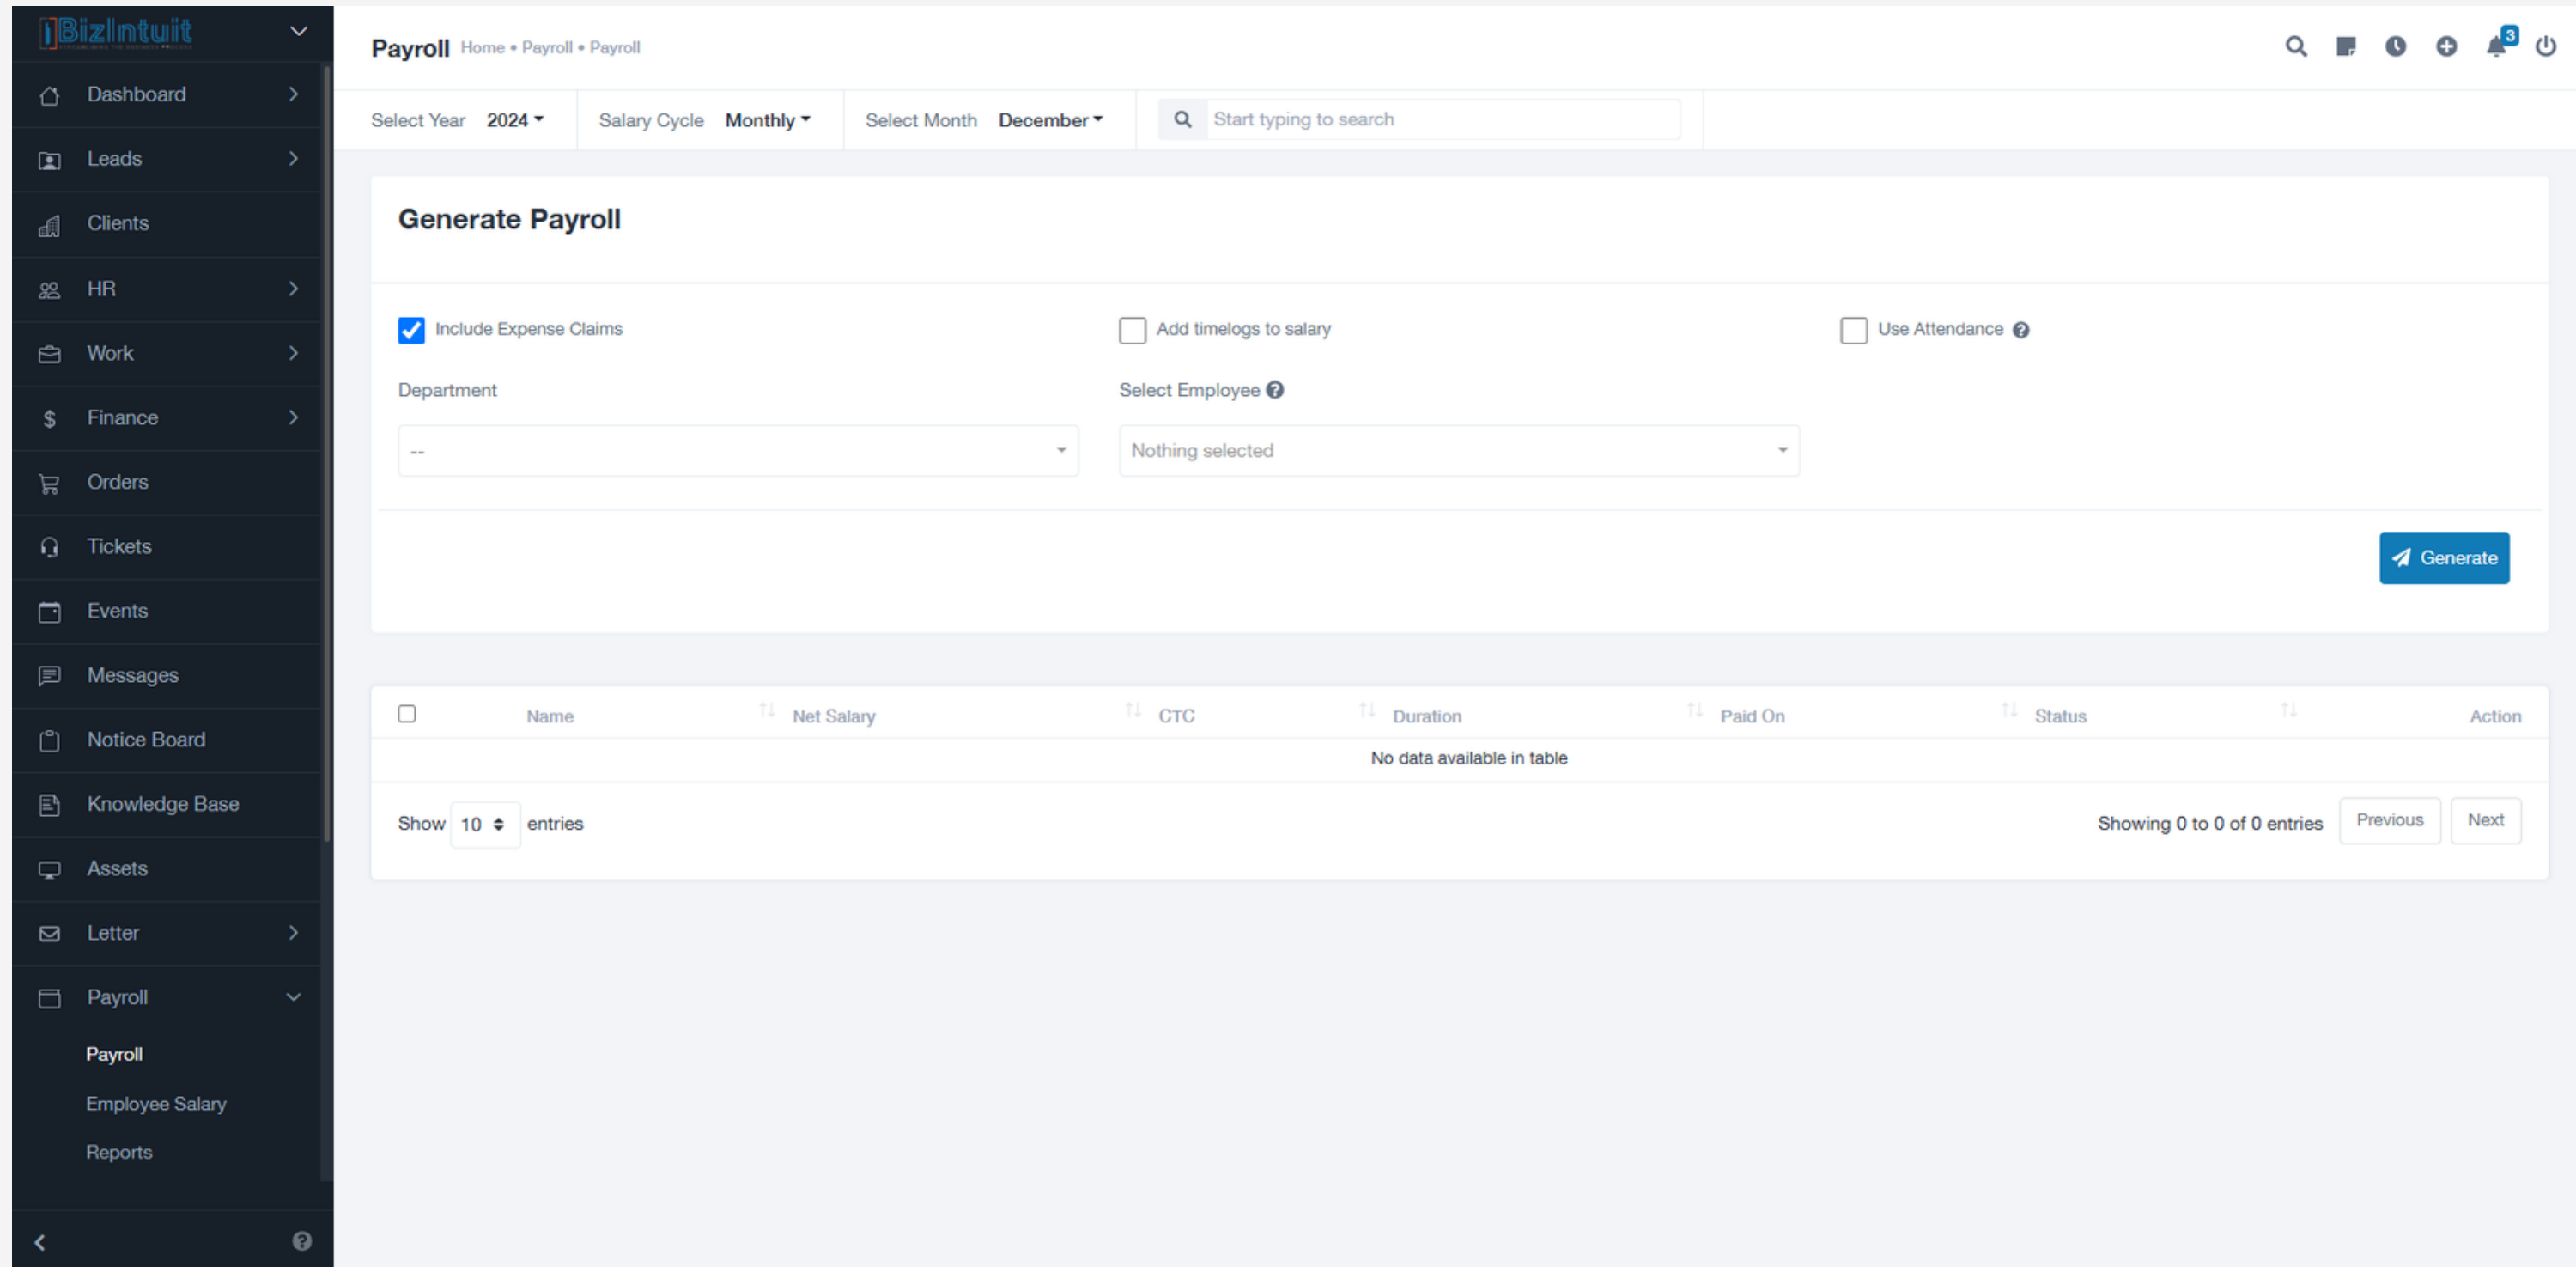 BizIntuit
Dashboard
Leads
Clients
HR
Work
Finance
Orders
Tickets
Events
Messages
Notice Board
Knowledge Base
Assets
Letter
Payroll
Payroll
Employee Salary
Reports
Payroll Home • Payroll • Payroll
3
Select Year 2024 Salary Cycle Monthly Select Month December Start typing to search
Generate Payroll
Include Expense Claims Add timelogs to salary Use Attendance
Department Select Employee
-- Nothing selected
Generate
Name Net Salary CTC Duration Paid On Status Action
No data available in table
Show 10 entries Showing 0 to 0 of 0 entries Previous Next